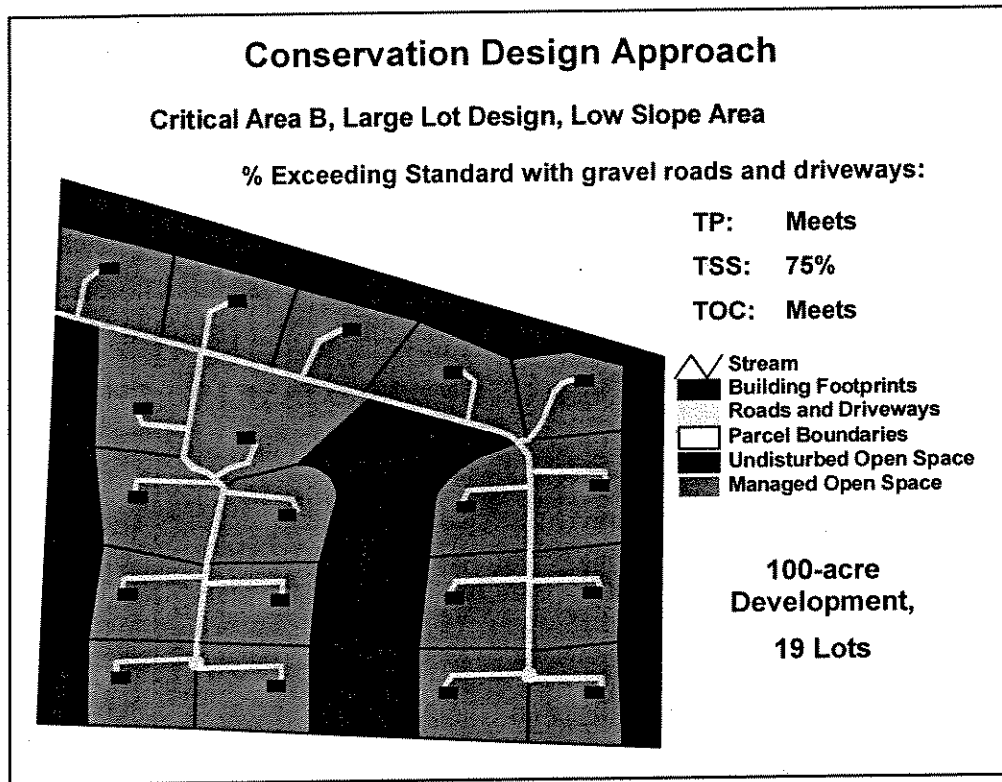 Conservation Design Approach
Critical Area B, Large Lot Design, Low Slope Area
% Exceeding Standard with gravel roads and driveways:
TP: Meets
TSS: 75%
TOC: Meets
Stream
Building Footprints
Roads and Driveways
Parcel Boundaries
Undisturbed Open Space
Managed Open Space
100-acre
Development,
19 Lots